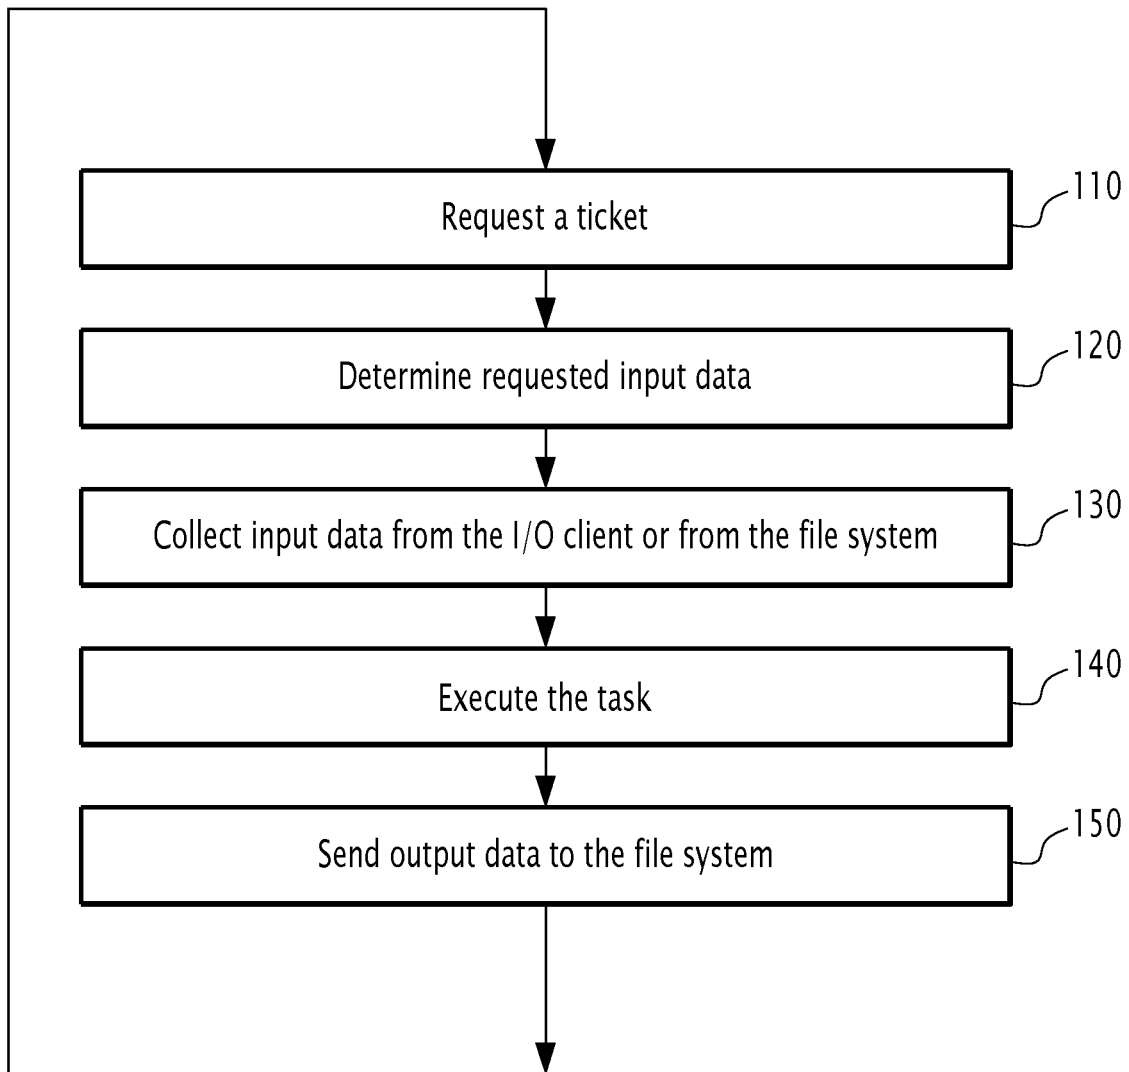 Request a ticket
110
Determine requested input data
120
Collect input data from the I/O client or from the file system
130
Execute the task
140
Send output data to the file system
150